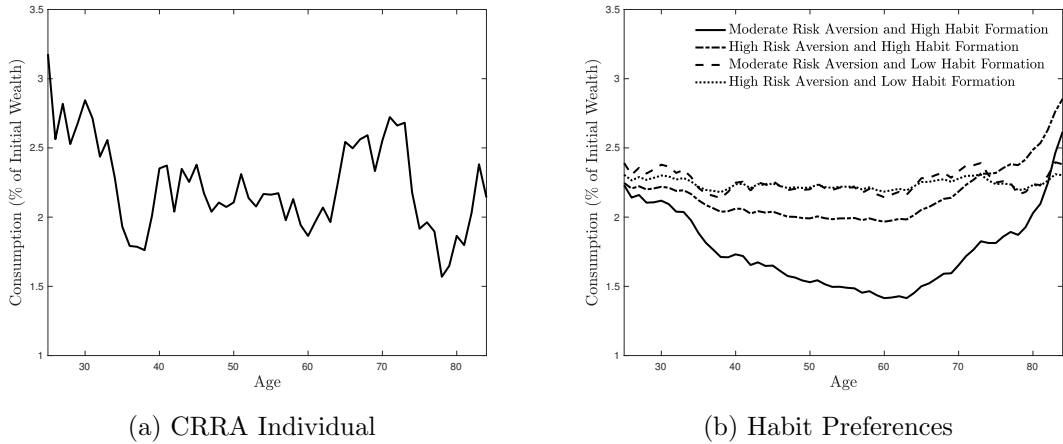 3.5
3
2.5
2
1.5
1
Consumption (% of Initial Wealth)
30
40
50
60
70
80
Age
(a) CRRA Individual
3.5
3
2.5
2
1.5
1
Consumption (% of Initial Wealth)
Moderate Risk Aversion and High Habit Formation
High Risk Aversion and High Habit Formation
Moderate Risk Aversion and Low Habit Formation
High Risk Aversion and Low Habit Formation
30
40
50
60
70
80
Age
(b) Habit Preferences